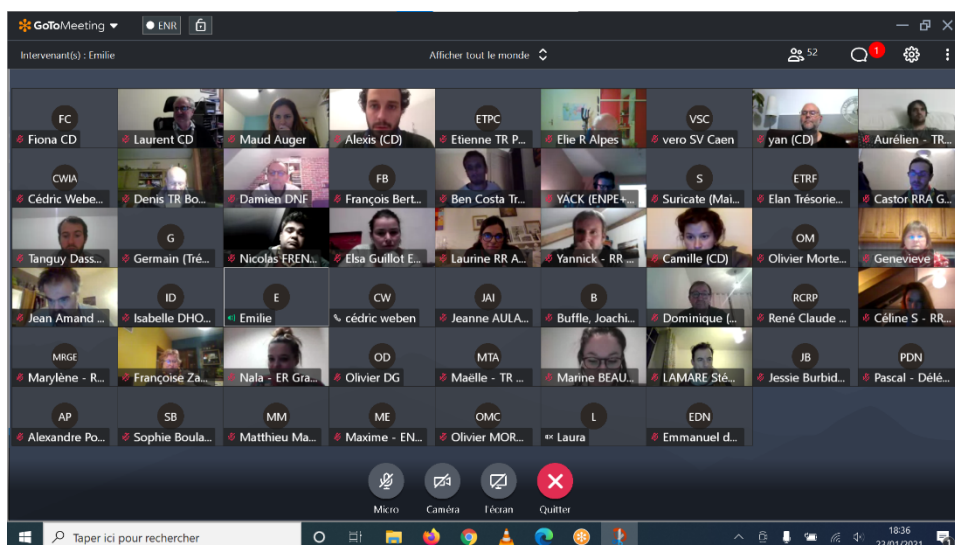 GoToMeeting ENR
Intervenant(s) : Emilie Afficher tout le monde 52 1
FC ETPC VSC
Fiona CD Laurent CD Maud Auger Alexis (CD) Etienne TR P... Elie R Alpes vero SV Caen yan (CD) Aurélien - TR...
CWIA FB S ETRF
Cédric Webe... Denis TR Bo... Damien DNF François Bert... Ben Costa Tr... YACK (ENPE+... Suricate (Mai... Elan Trésorie... Castor RRA G...
G OM
Tanguy Dass... Germain (Tré... Nicolas FREN... Elsa Guillot E... Laurine RR A... Yannick - RR ... Camille (CD) Olivier Morte... Genevieve
ID E CW JAI B RCRP
Jean Amand ... Isabelle DHO... Emilie cédric weben Jeanne AULA... Buffle, Joachi... Dominique (... René Claude ... Céline S - RR...
MRGE OD MTA JB PDN
Marylène - R... Françoise Za... Nala - ER Gra... Olivier DG Maëlle - TR ... Marine BEAU... LAMARE Sté... Jessie Burbid... Pascal - Délé...
AP SB MM ME OMC L EDN
Alexandre Po... Sophie Boula... Matthieu Ma... Maxime - EN... Olivier MOR... Laura Emmanuel d...
Micro Caméra l'écran Quitter
Taper ici pour rechercher 18:36
22/01/2021